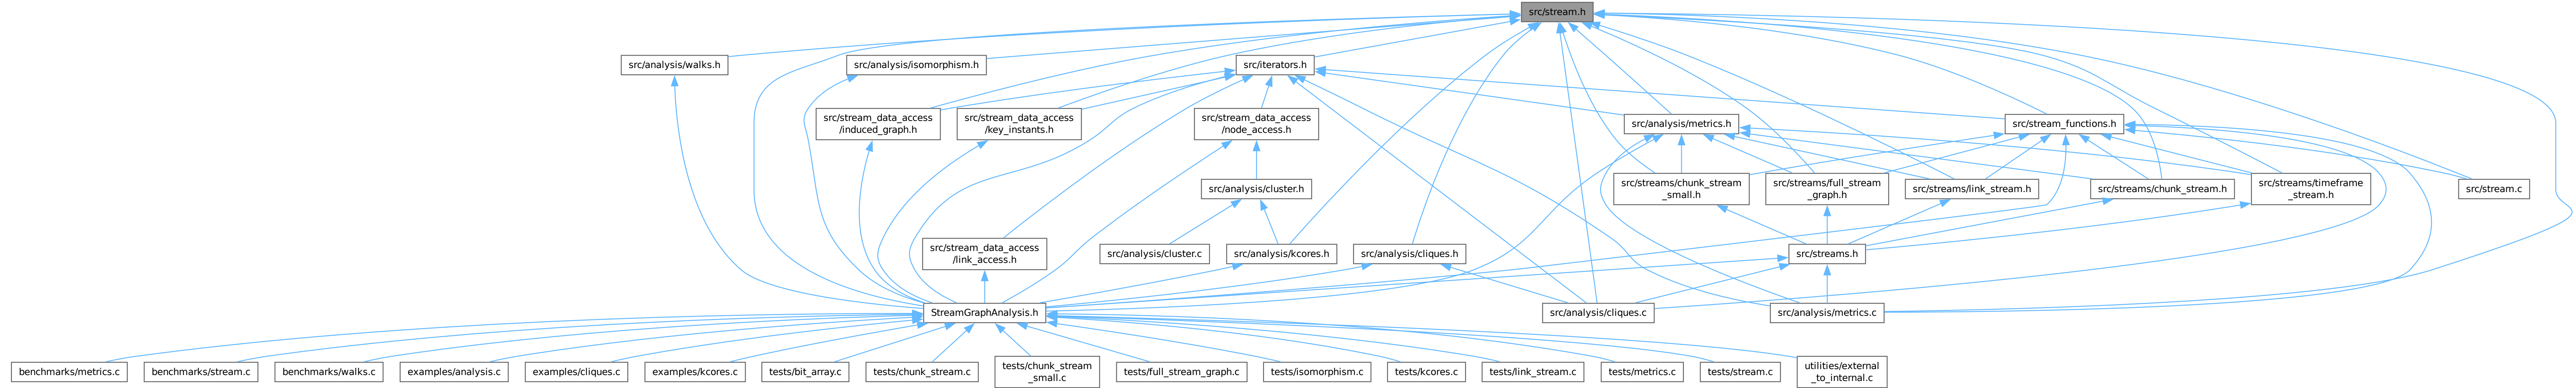 src/stream.h
src/analysis/walks.h
src/analysis/isomorphism.h
src/iterators.h
src/stream_data_access
/induced_graph.h
src/stream_data_access
/key_instants.h
src/stream_data_access
/node_access.h
src/analysis/metrics.h
src/stream_functions.h
src/analysis/cluster.h
src/streams/chunk_stream
_small.h
src/streams/full_stream
_graph.h
src/streams/link_stream.h
src/streams/chunk_stream.h
src/streams/timeframe
_stream.h
src/stream.c
src/stream_data_access
/link_access.h
src/analysis/cluster.c
src/analysis/kcores.h
src/analysis/cliques.h
src/streams.h
StreamGraphAnalysis.h
src/analysis/cliques.c
src/analysis/metrics.c
benchmarks/metrics.c
benchmarks/stream.c
benchmarks/walks.c
examples/analysis.c
examples/cliques.c
examples/kcores.c
tests/bit_array.c
tests/chunk_stream.c
tests/chunk_stream
_small.c
tests/full_stream_graph.c
tests/isomorphism.c
tests/kcores.c
tests/link_stream.c
tests/metrics.c
tests/stream.c
utilities/external
_to_internal.c